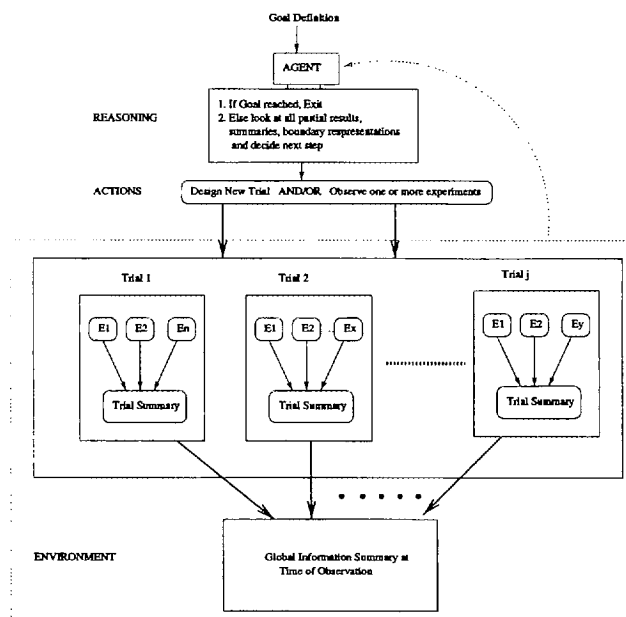 Goal Definition
AGENT
REASONING
1. If Goal reached, Exit
2. Else look at all partial results,
summaries, boundary respresentations
and decide next step
ACTIONS
Design New Trial AND/OR Observe one or more experiments
Trial 1
Trial 2
Trial j
E1 E2 En
E1 E2 Ex
E1 E2 Ey
Trial Summary
Trial Summary
Trial Summary
ENVIRONMENT
Global Information Summary at
Time of Observation